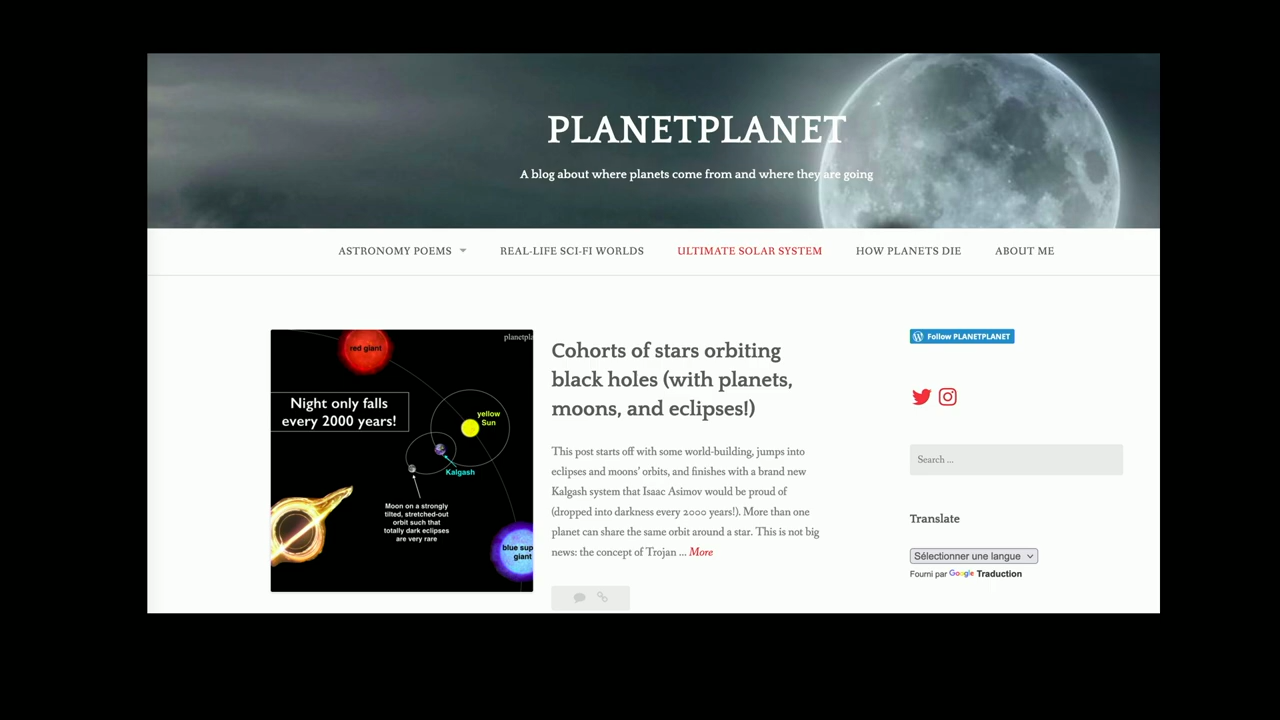 PLANETPLANET
A blog about where planets come from and where they are going
ASTRONOMY POEMS
REAL-LIFE SCI-FI WORLDS
ULTIMATE SOLAR SYSTEM
HOW PLANETS DIE
ABOUT ME
planetpla
red giant
Night only falls
every 2000 years!
yellow
Sun
Kalgash
Moon on a strongly
tilted, stretched-out
orbit such that
totally dark eclipses
are very rare
blue sup
giant
Cohorts of stars orbiting
black holes (with planets,
moons, and eclipses!)
This post starts off with some world-building, jumps into
eclipses and moons’ orbits, and finishes with a brand new
Kalgash system that Isaac Asimov would be proud of
(dropped into darkness every 2000 years!). More than one
planet can share the same orbit around a star. This is not big
news: the concept of Trojan ... More
Follow PLANETPLANET
Search ...
Translate
Sélectionner une langue
Fourni par Google Traduction